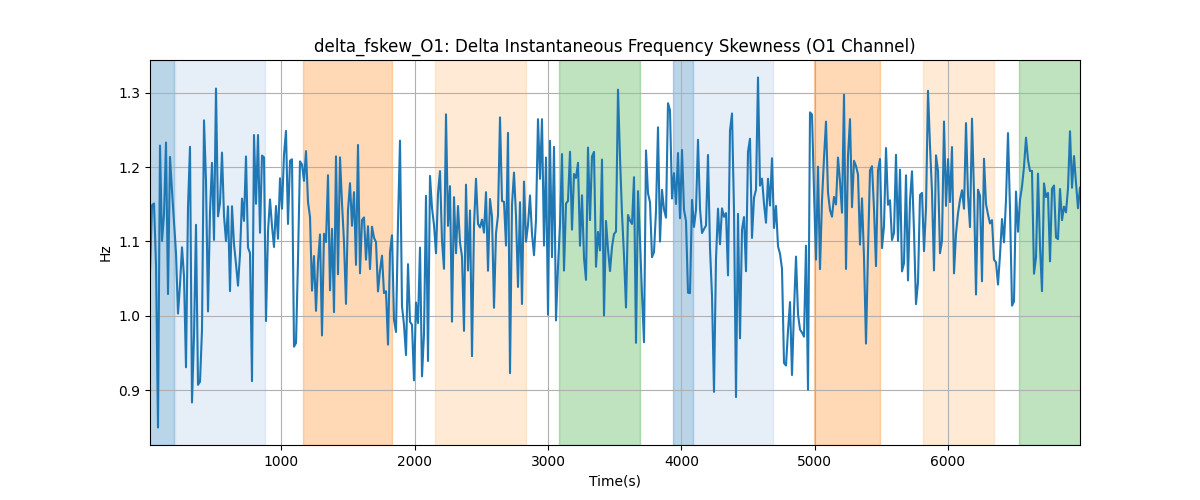 delta_fskew_O1: Delta Instantaneous Frequency Skewness (O1 Channel)
1.3
1.2
1.1
1.0
0.9
Hz
1000 2000 3000 4000 5000 6000
Time(s)